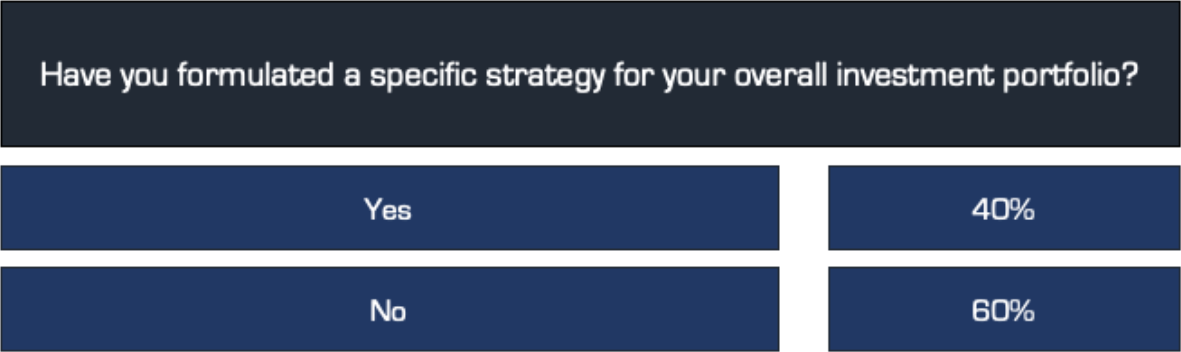 Have you formulated a specific strategy for your overall investment portfolio?
Yes 40%
No 60%